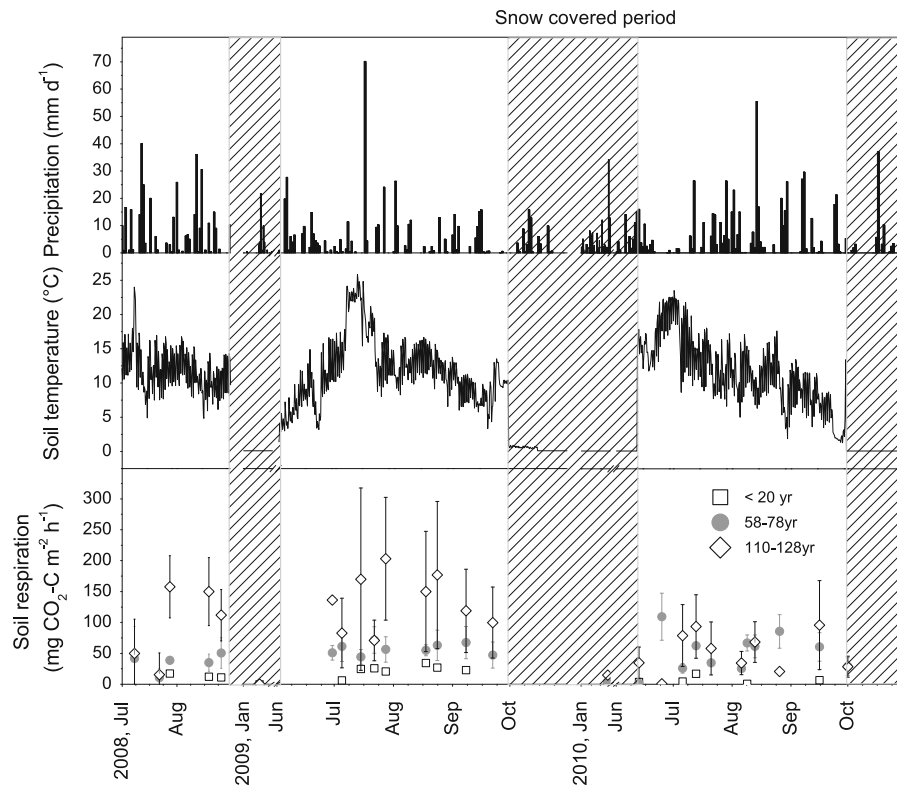 Snow covered period
Precipitation (mm d⁻¹)
70
60
50
40
30
20
10
0
Soil temperature (°C)
25
20
15
10
5
0
Soil respiration
(mg CO₂-C m⁻² h⁻¹)
300
250
200
150
100
50
0
< 20 yr
58-78yr
110-128yr
2008, Jul
Aug
Jan
2009, Jun
Jul
Aug
Sep
Oct
Jan
2010, Jun
Jul
Aug
Sep
Oct